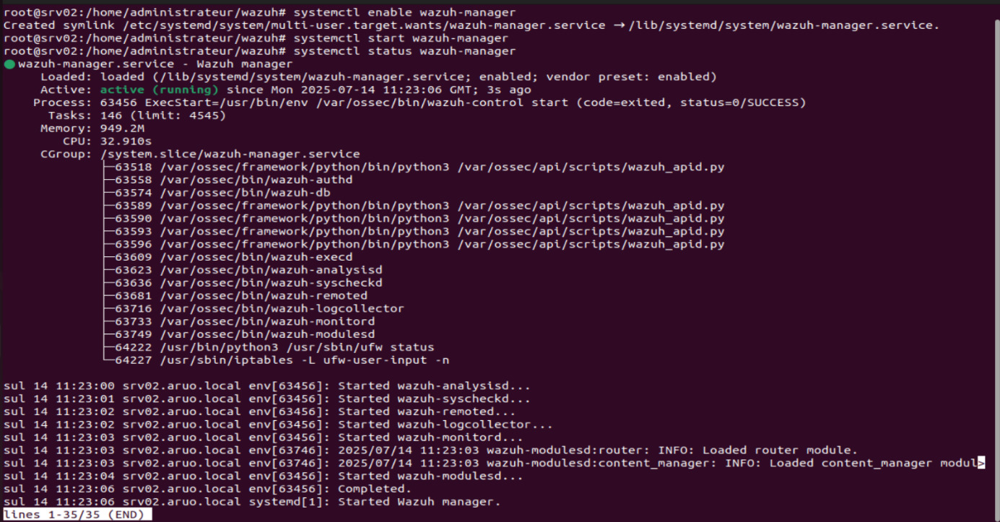 root@srv02:/home/administrateur/wazuh# systemctl enable wazuh-manager
Created symlink /etc/systemd/system/multi-user.target.wants/wazuh-manager.service → /lib/systemd/system/wazuh-manager.service.
root@srv02:/home/administrateur/wazuh# systemctl start wazuh-manager
root@srv02:/home/administrateur/wazuh# systemctl status wazuh-manager
● wazuh-manager.service - Wazuh manager
     Loaded: loaded (/lib/systemd/system/wazuh-manager.service; enabled; vendor preset: enabled)
     Active: active (running) since Mon 2025-07-14 11:23:06 GMT; 3s ago
    Process: 63456 ExecStart=/usr/bin/env /var/ossec/bin/wazuh-control start (code=exited, status=0/SUCCESS)
      Tasks: 146 (limit: 4545)
     Memory: 949.2M
        CPU: 32.910s
     CGroup: /system.slice/wazuh-manager.service
             ├─63518 /var/ossec/framework/python/bin/python3 /var/ossec/api/scripts/wazuh_apid.py
             ├─63558 /var/ossec/bin/wazuh-authd
             ├─63574 /var/ossec/bin/wazuh-db
             ├─63589 /var/ossec/framework/python/bin/python3 /var/ossec/api/scripts/wazuh_apid.py
             ├─63590 /var/ossec/framework/python/bin/python3 /var/ossec/api/scripts/wazuh_apid.py
             ├─63593 /var/ossec/framework/python/bin/python3 /var/ossec/api/scripts/wazuh_apid.py
             ├─63596 /var/ossec/framework/python/bin/python3 /var/ossec/api/scripts/wazuh_apid.py
             ├─63609 /var/ossec/bin/wazuh-execd
             ├─63623 /var/ossec/bin/wazuh-analysisd
             ├─63636 /var/ossec/bin/wazuh-syscheckd
             ├─63681 /var/ossec/bin/wazuh-remoted
             ├─63716 /var/ossec/bin/wazuh-logcollector
             ├─63733 /var/ossec/bin/wazuh-monitord
             ├─63749 /var/ossec/bin/wazuh-modulesd
             ├─64222 /usr/bin/python3 /usr/sbin/ufw status
             └─64227 /usr/sbin/iptables -L ufw-user-input -n

sul 14 11:23:00 srv02.aruo.local env[63456]: Started wazuh-analysisd...
sul 14 11:23:01 srv02.aruo.local env[63456]: Started wazuh-syscheckd...
sul 14 11:23:02 srv02.aruo.local env[63456]: Started wazuh-remoted...
sul 14 11:23:02 srv02.aruo.local env[63456]: Started wazuh-logcollector...
sul 14 11:23:03 srv02.aruo.local env[63456]: Started wazuh-monitord...
sul 14 11:23:03 srv02.aruo.local env[63746]: 2025/07/14 11:23:03 wazuh-modulesd:router: INFO: Loaded router module.
sul 14 11:23:03 srv02.aruo.local env[63746]: 2025/07/14 11:23:03 wazuh-modulesd:content_manager: INFO: Loaded content_manager modul>
sul 14 11:23:04 srv02.aruo.local env[63456]: Started wazuh-modulesd...
sul 14 11:23:06 srv02.aruo.local env[63456]: Completed.
sul 14 11:23:06 srv02.aruo.local systemd[1]: Started Wazuh manager.
lines 1-35/35 (END)